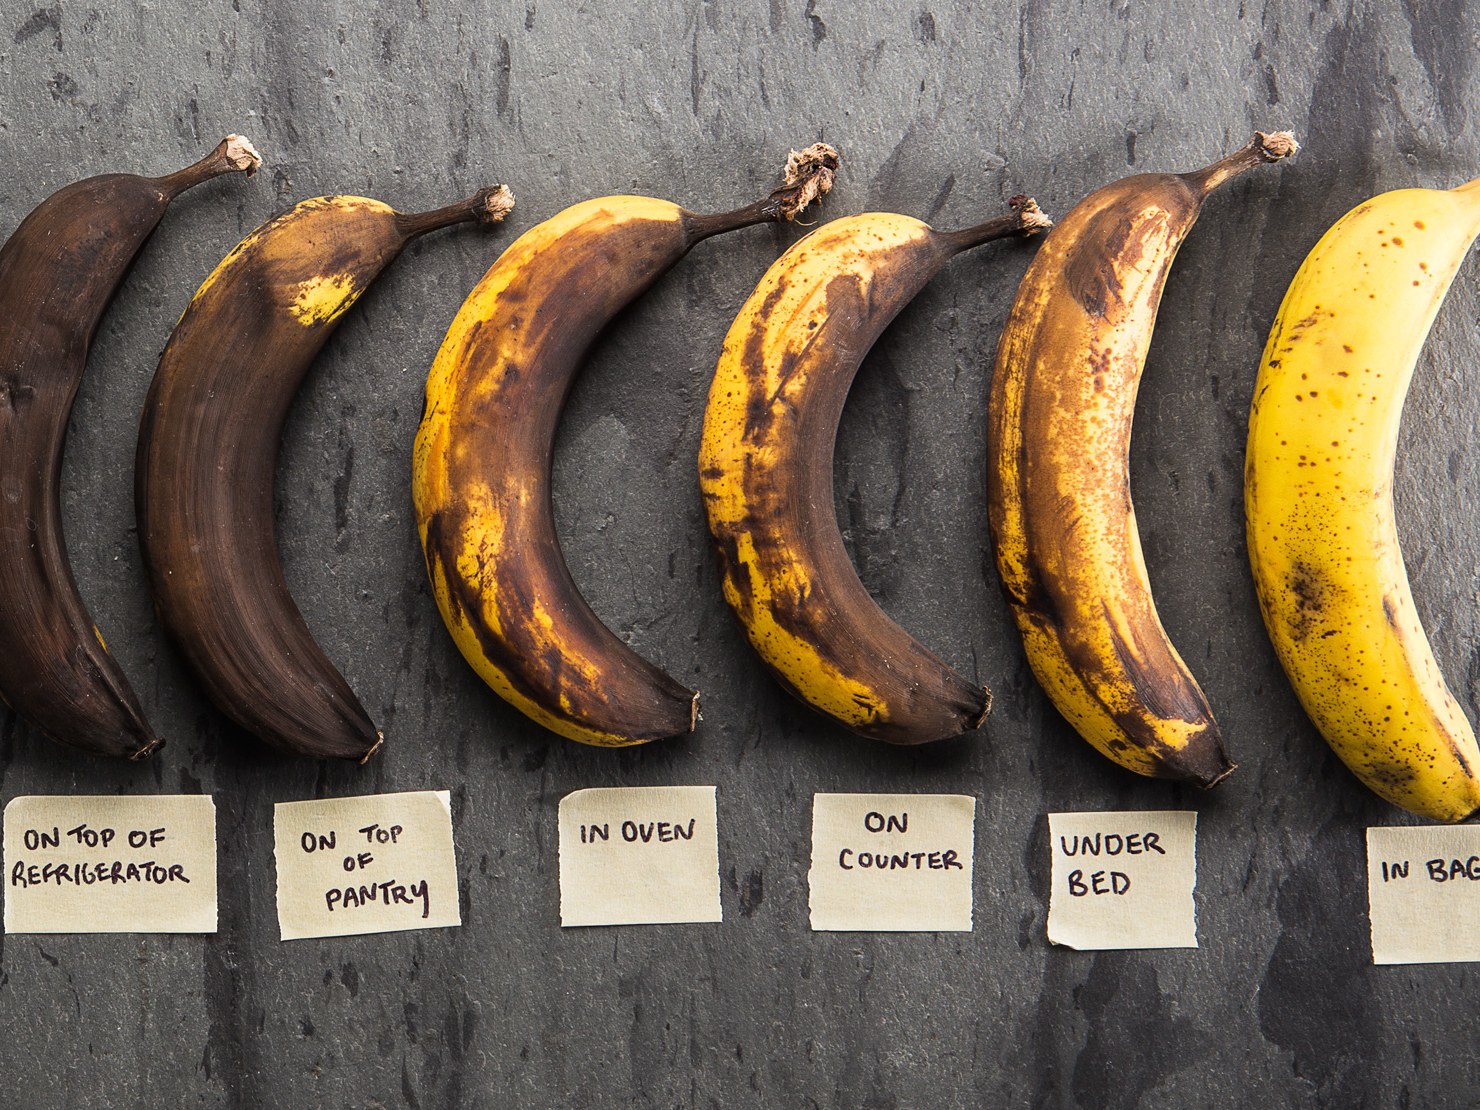 ON TOP OF
REFRIGERATOR
ON TOP
OF
PANTRY
IN OVEN
ON
COUNTER
UNDER
BED
IN BAG